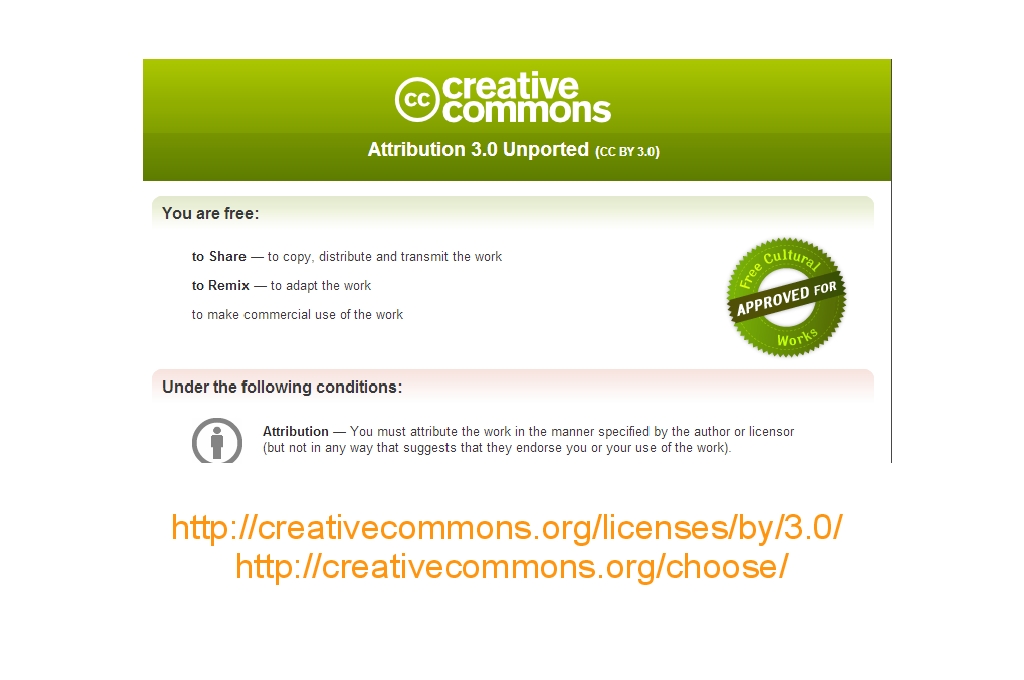 cc creative
commons
Attribution 3.0 Unported (CC BY 3.0)
You are free:
to Share — to copy, distribute and transmit the work
to Remix — to adapt the work
to make commercial use of the work
Free Cultural
APPROVED FOR
Works
Under the following conditions:
Attribution — You must attribute the work in the manner specified by the author or licensor
(but not in any way that suggests that they endorse you or your use of the work).
http://creativecommons.org/licenses/by/3.0/
http://creativecommons.org/choose/